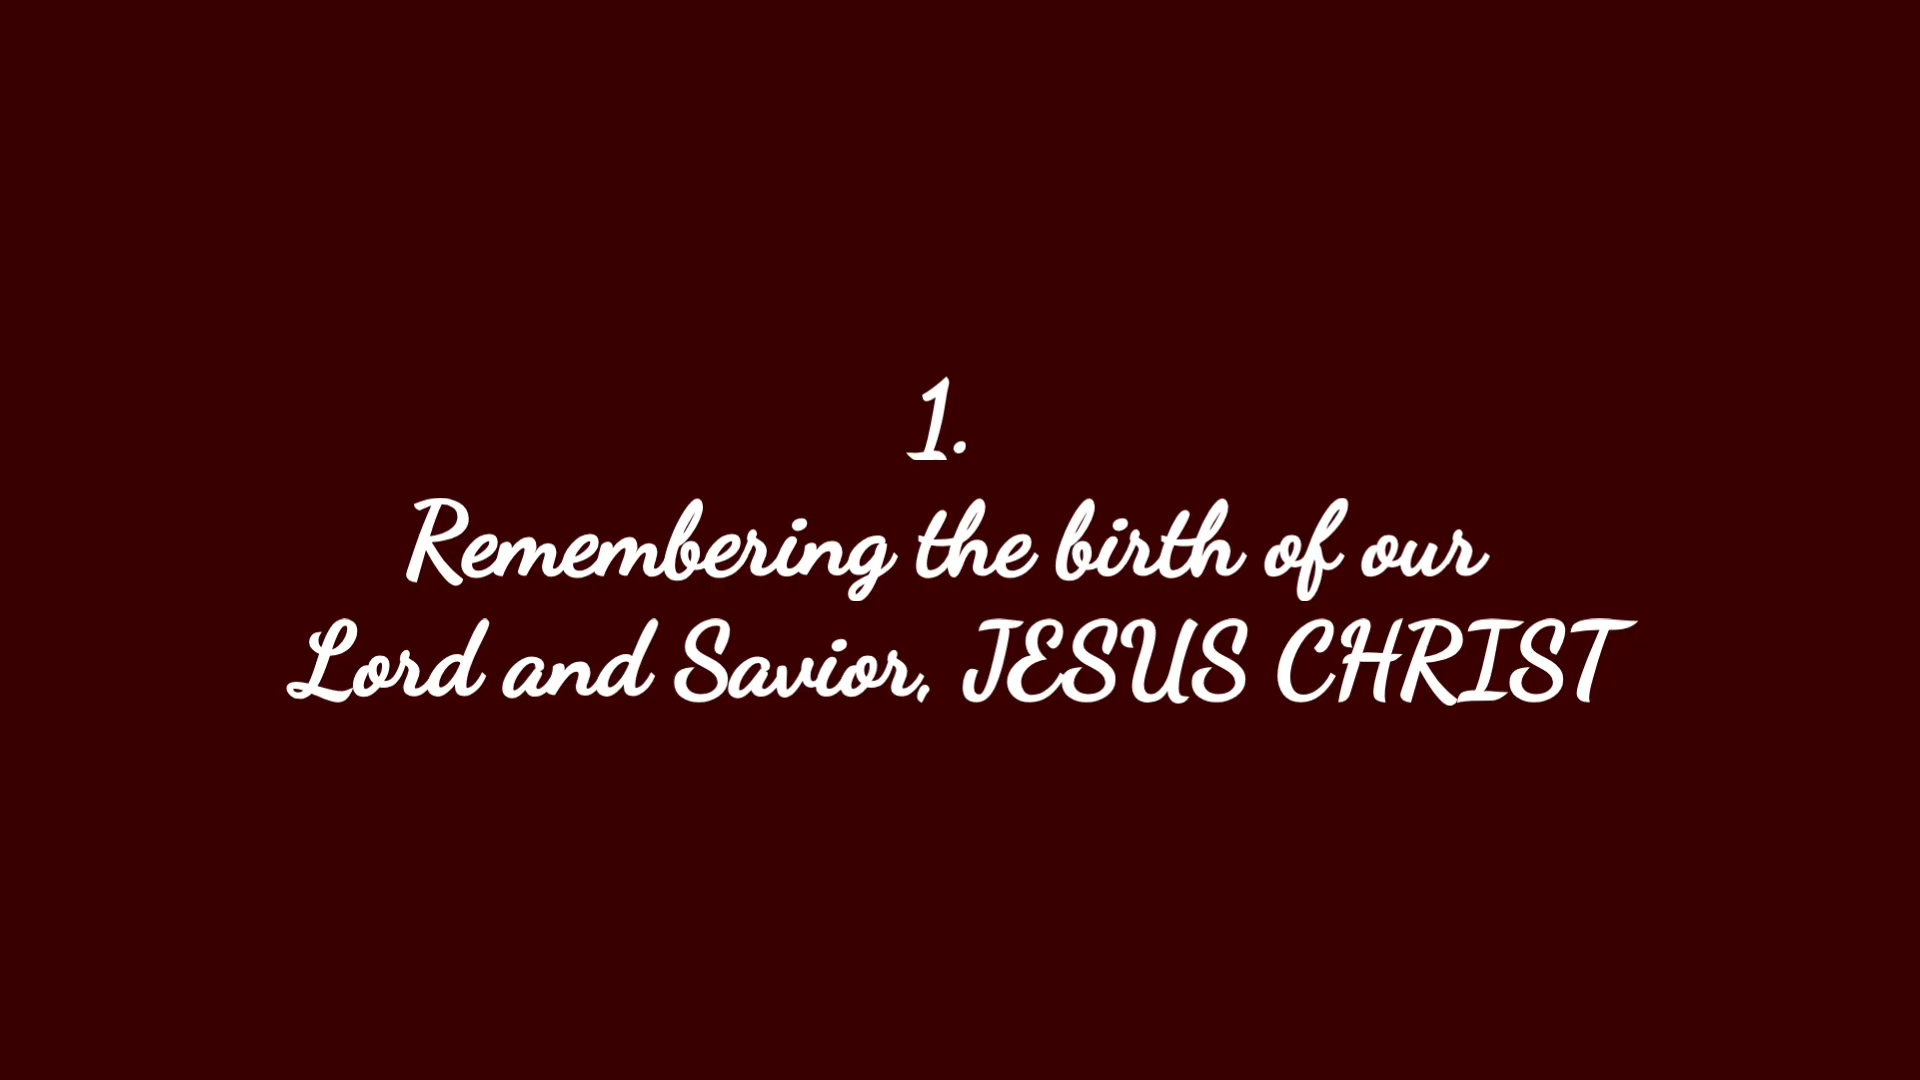 1.
Remembering the birth of our
Lord and Savior, JESUS CHRIST